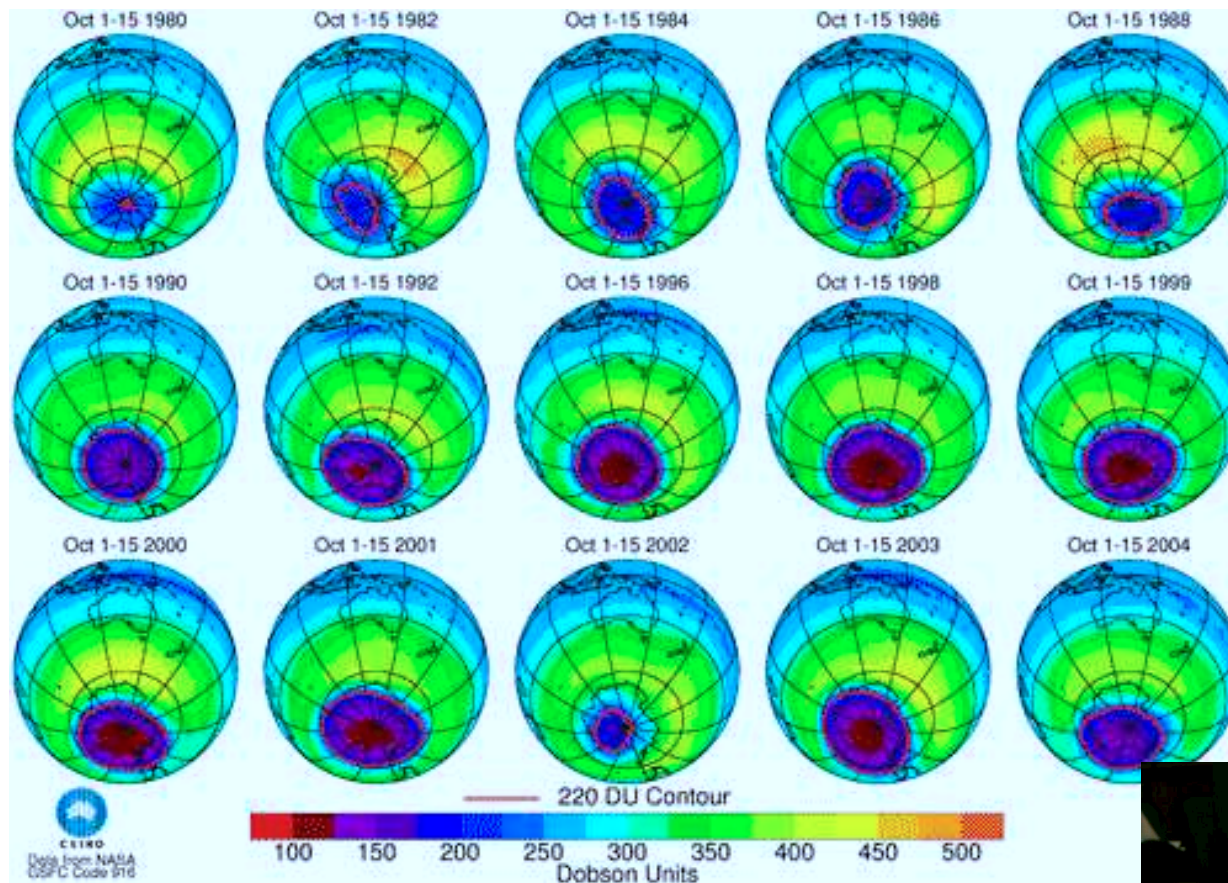 Oct 1-15 1980 Oct 1-15 1982 Oct 1-15 1984 Oct 1-15 1986 Oct 1-15 1988
Oct 1-15 1990 Oct 1-15 1992 Oct 1-15 1996 Oct 1-15 1998 Oct 1-15 1999
Oct 1-15 2000 Oct 1-15 2001 Oct 1-15 2002 Oct 1-15 2003 Oct 1-15 2004
220 DU Contour
100 150 200 250 300 350 400 450 500
Dobson Units
CSIRO
Data from NASA
GSFC Code 916